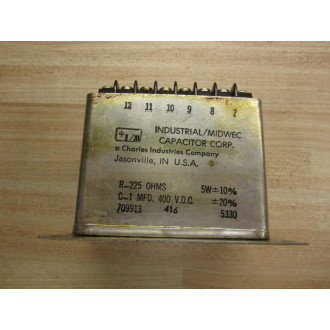 12 11 10 9 8 7
INDUSTRIAL/MIDWEC
CAPACITOR CORP.
a Charles Industries Company
Jasonville, IN U.S.A.
R-225 OHMS 5W±10%
C-1 MFD. 400 V.D.C. ±20%
709913 416 5330